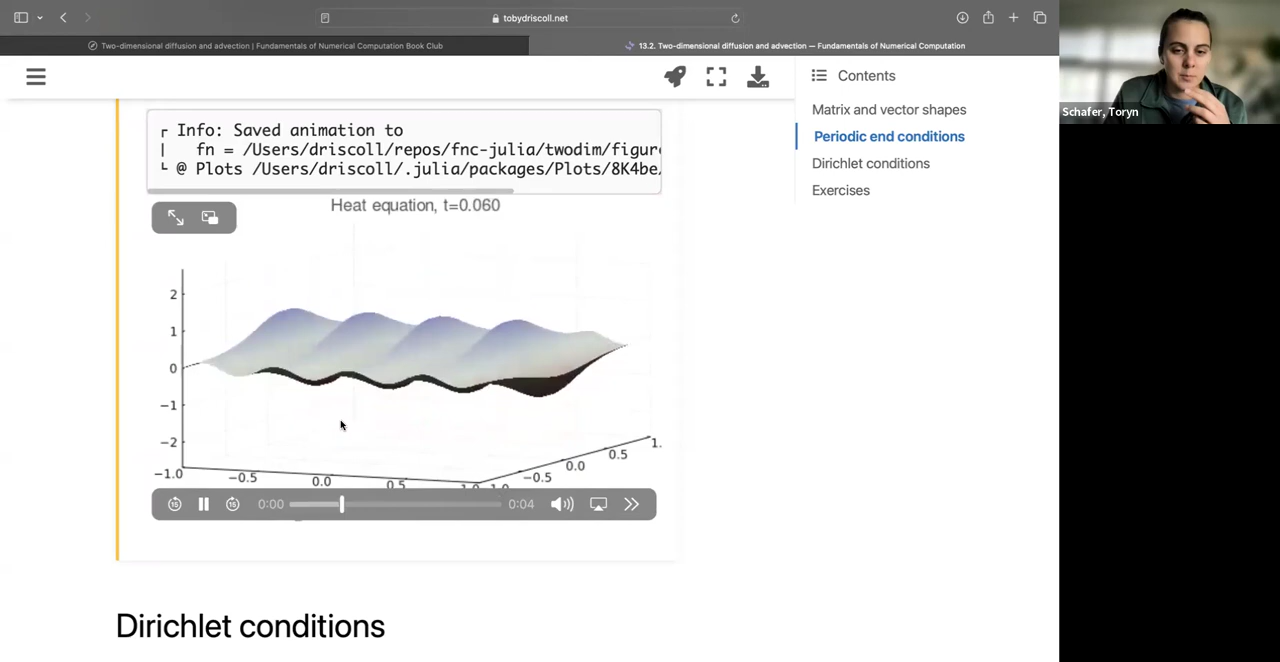 tobydriscoll.net
Two-dimensional diffusion and advection | Fundamentals of Numerical Computation Book Club
13.2. Two-dimensional diffusion and advection — Fundamentals of Numerical Computation
Schafer, Toryn
Contents
Matrix and vector shapes
Periodic end conditions
Dirichlet conditions
Exercises
┌ Info: Saved animation to
|   fn = /Users/driscoll/repos/fnc-julia/twodim/figure
└ @ Plots /Users/driscoll/.julia/packages/Plots/8K4be
Heat equation, t=0.060
2
1
0
−1
−2
−1.0
−0.5
0.0
0.5
−0.5
0.0
0.5
1.
15
15
0:00
0:04
Dirichlet conditions